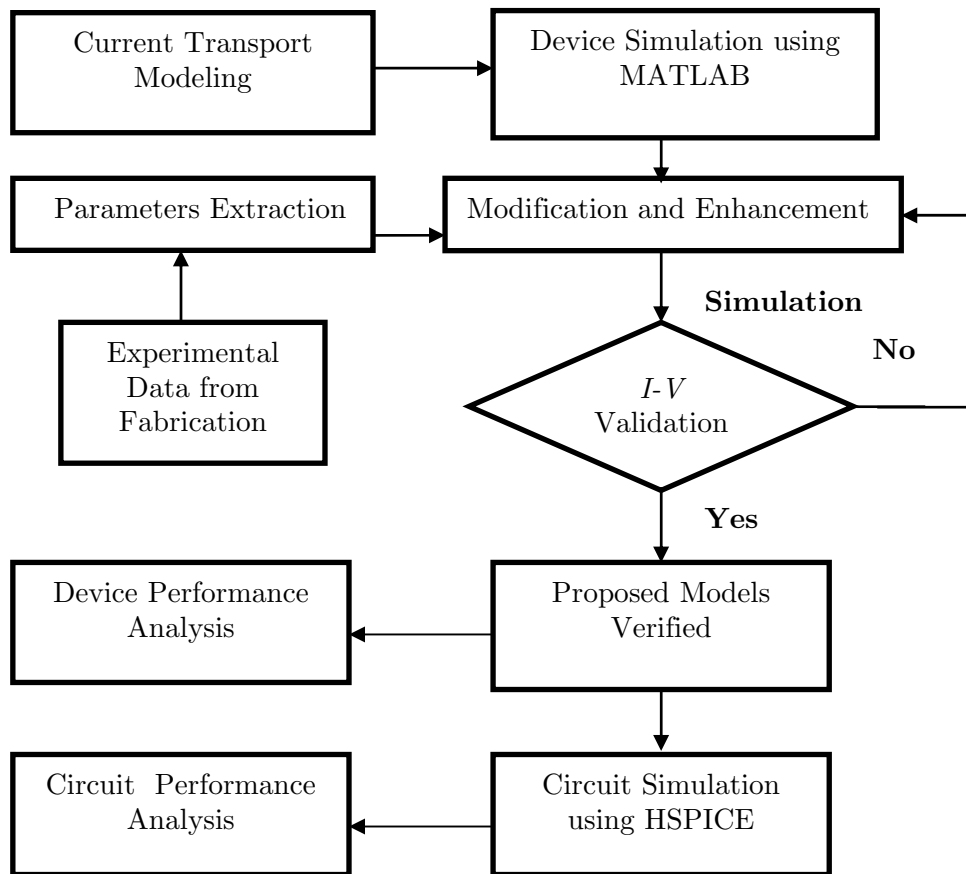 Current Transport
Modeling
Device Simulation using
MATLAB
Parameters Extraction
Modification and Enhancement
Simulation
Experimental
Data from
Fabrication
No
I-V
Validation
Yes
Device Performance
Analysis
Proposed Models
Verified
Circuit Performance
Analysis
Circuit Simulation
using HSPICE